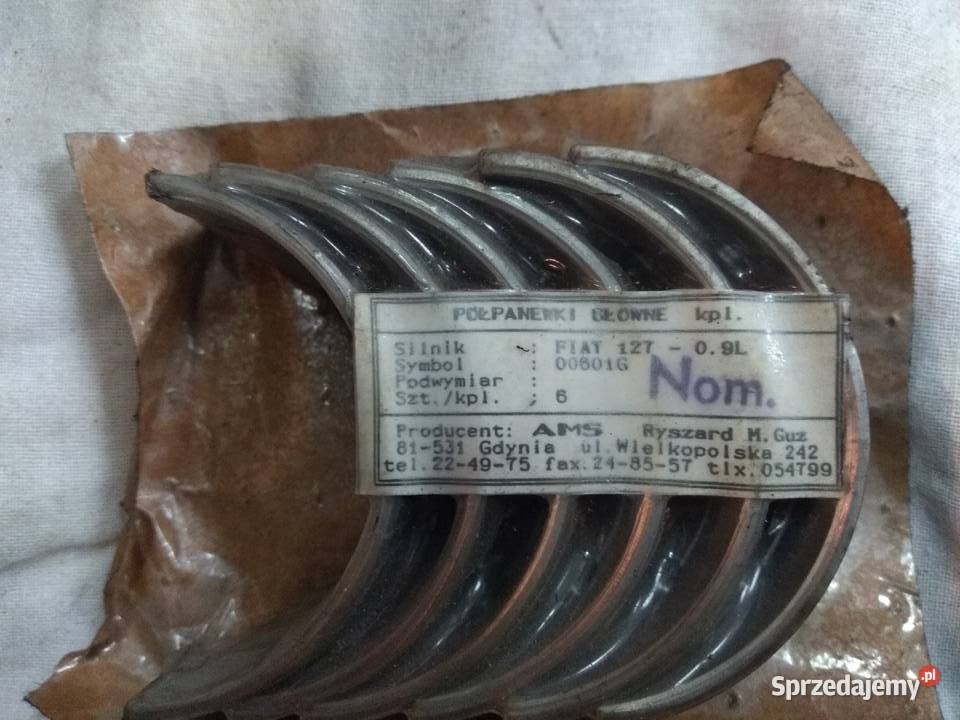 PÓŁPANEWKI GŁÓWNE kpl.
Silnik : FIAT 127 - 0.9L
Symbol : 00601G
Podwymiar : Nom.
Szt./kpl. ; 6
Producent: AMS Ryszard M.Guz
81-531 Gdynia ul.Wielkopolska 242
tel.22-49-75 fax.24-85-57 tlx.054799
Sprzedajemy.pl